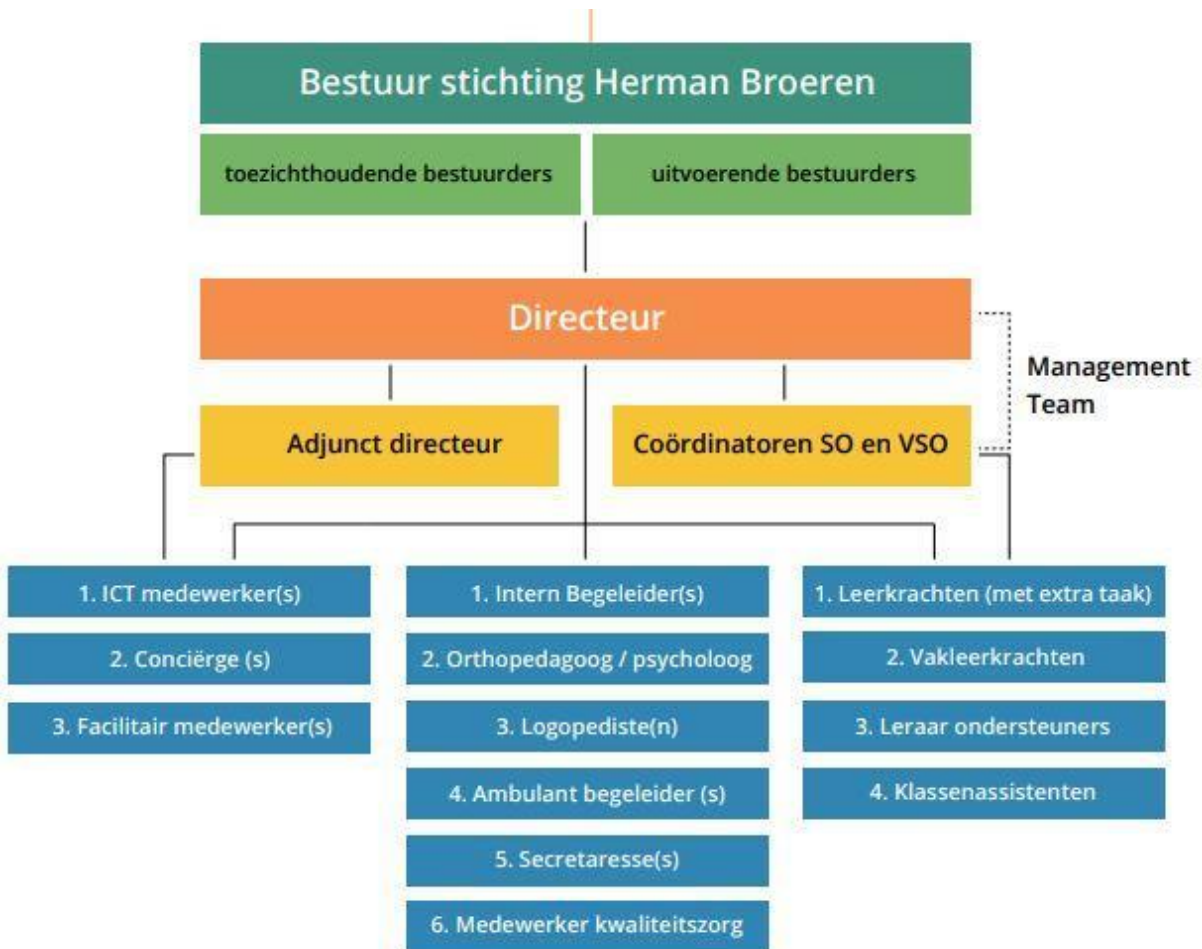 Bestuur stichting Herman Broeren
toezichthoudende bestuurders
uitvoerende bestuurders
Directeur
Management
Team
Adjunct directeur
Coördinatoren SO en VSO
1. ICT medewerker(s)
2. Conciërge (s)
3. Facilitair medewerker(s)
1. Intern Begeleider(s)
2. Orthopedagoog / psycholoog
3. Logopediste(n)
4. Ambulant begeleider (s)
5. Secretaresse(s)
6. Medewerker kwaliteitszorg
1. Leerkrachten (met extra taak)
2. Vakleerkrachten
3. Leraar ondersteuners
4. Klassenassistenten